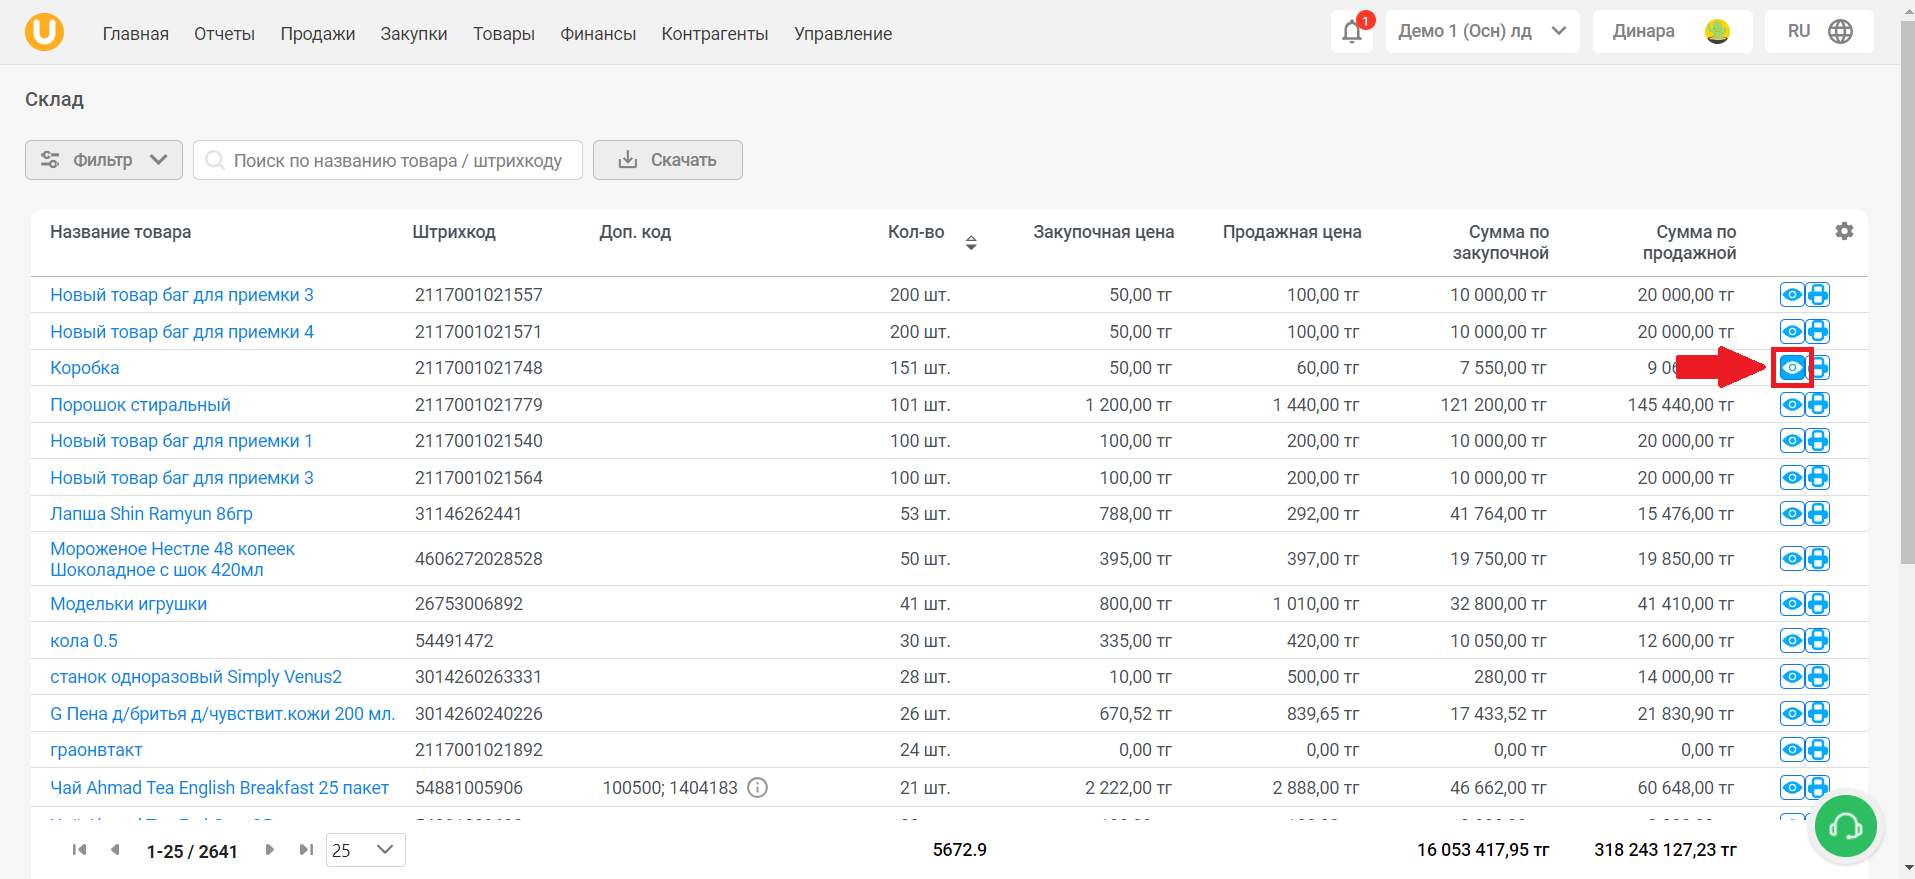 Главная Отчеты Продажи Закупки Товары Финансы Контрагенты Управление 1 Демо 1 (Осн) лд Динара RU
Склад
Фильтр Поиск по названию товара / штрихкоду Скачать
Название товара Штрихкод Доп. код Кол-во Закупочная цена Продажная цена Сумма по закупочной Сумма по продажной
Новый товар баг для приемки 3 2117001021557 200 шт. 50,00 тг 100,00 тг 10 000,00 тг 20 000,00 тг
Новый товар баг для приемки 4 2117001021571 200 шт. 50,00 тг 100,00 тг 10 000,00 тг 20 000,00 тг
Коробка 2117001021748 151 шт. 50,00 тг 60,00 тг 7 550,00 тг 9 06
Порошок стиральный 2117001021779 101 шт. 1 200,00 тг 1 440,00 тг 121 200,00 тг 145 440,00 тг
Новый товар баг для приемки 1 2117001021540 100 шт. 100,00 тг 200,00 тг 10 000,00 тг 20 000,00 тг
Новый товар баг для приемки 3 2117001021564 100 шт. 100,00 тг 200,00 тг 10 000,00 тг 20 000,00 тг
Лапша Shin Ramyun 86гр 31146262441 53 шт. 788,00 тг 292,00 тг 41 764,00 тг 15 476,00 тг
Мороженое Нестле 48 копеек
Шоколадное с шок 420мл 4606272028528 50 шт. 395,00 тг 397,00 тг 19 750,00 тг 19 850,00 тг
Модельки игрушки 26753006892 41 шт. 800,00 тг 1 010,00 тг 32 800,00 тг 41 410,00 тг
кола 0.5 54491472 30 шт. 335,00 тг 420,00 тг 10 050,00 тг 12 600,00 тг
станок одноразовый Simply Venus2 3014260263331 28 шт. 10,00 тг 500,00 тг 280,00 тг 14 000,00 тг
G Пена д/бритья д/чувствит.кожи 200 мл. 3014260240226 26 шт. 670,52 тг 839,65 тг 17 433,52 тг 21 830,90 тг
граонвтакт 2117001021892 24 шт. 0,00 тг 0,00 тг 0,00 тг 0,00 тг
Чай Ahmad Tea English Breakfast 25 пакет 54881005906 100500; 1404183 21 шт. 2 222,00 тг 2 888,00 тг 46 662,00 тг 60 648,00 тг
1-25 / 2641 25 5672.9 16 053 417,95 тг 318 243 127,23 тг